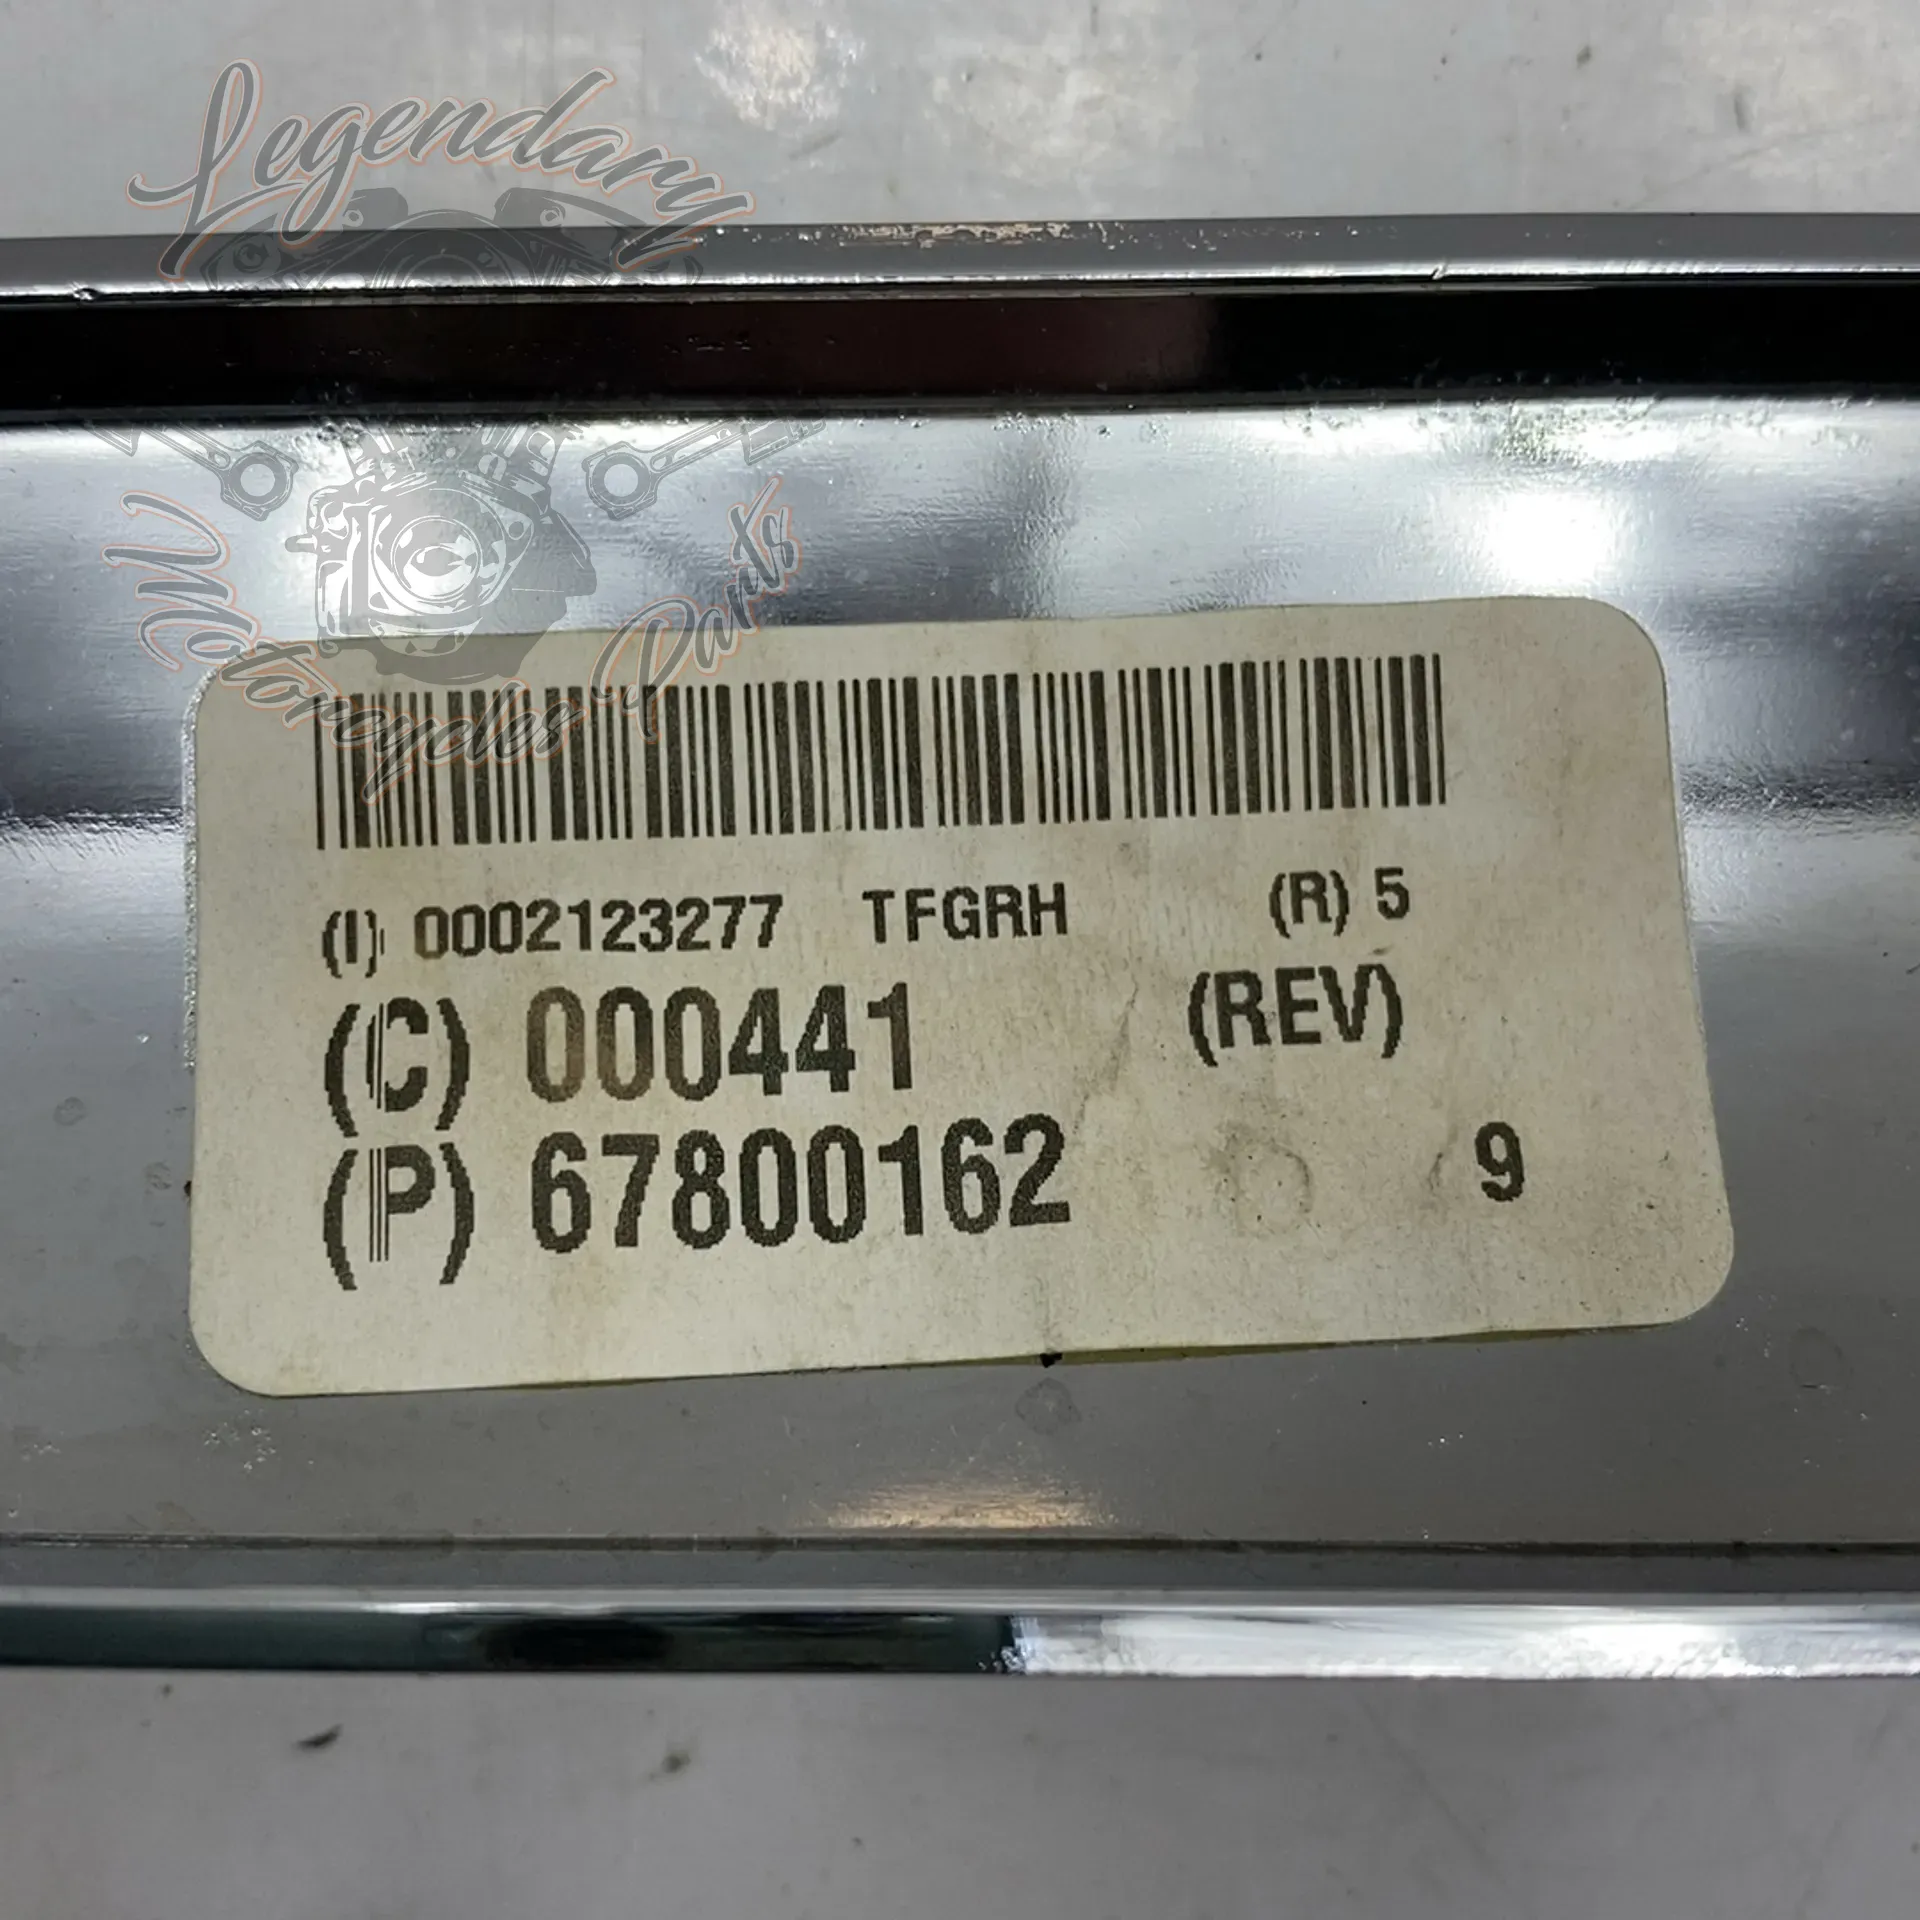 Legendary
Motorcycles Parts
(I) 0002123277 TFGRH (R) 5
(C) 000441 (REV)
(P) 67800162 9